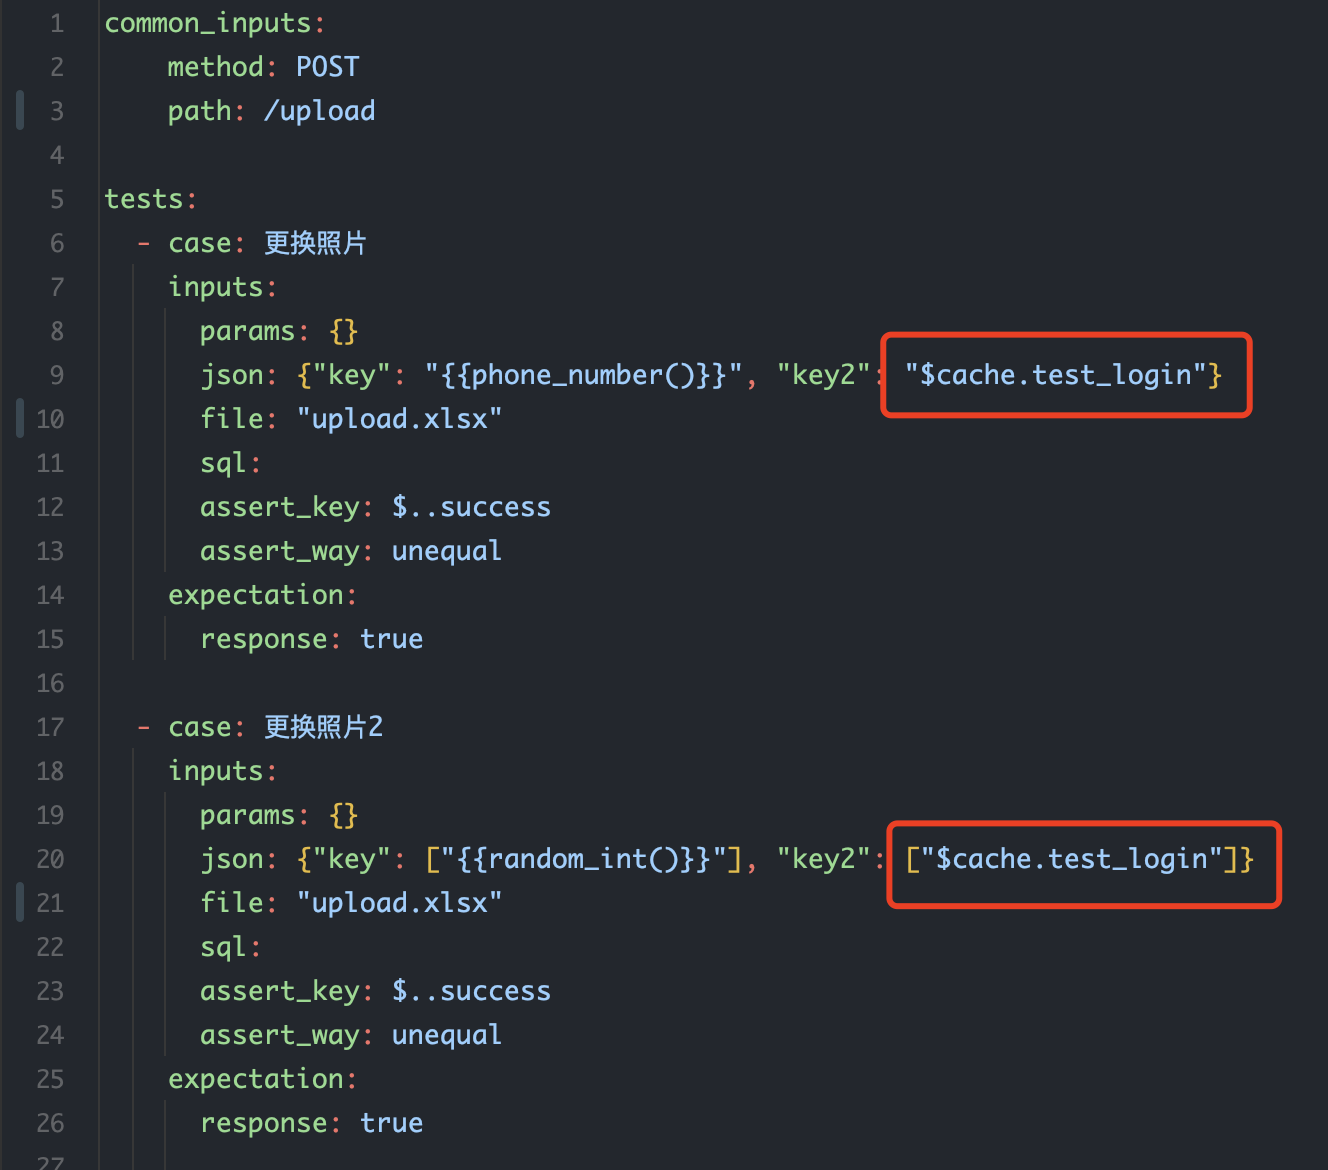 1 common_inputs:
2 method: POST
3 path: /upload
4
5 tests:
6 - case: 更换照片
7 inputs:
8 params: {}
9 json: {"key": "{{phone_number()}}", "key2": "$cache.test_login"}
10 file: "upload.xlsx"
11 sql:
12 assert_key: $..success
13 assert_way: unequal
14 expectation:
15 response: true
16
17 - case: 更换照片2
18 inputs:
19 params: {}
20 json: {"key": ["{{random_int()}}"], "key2": ["$cache.test_login"]}
21 file: "upload.xlsx"
22 sql:
23 assert_key: $..success
24 assert_way: unequal
25 expectation:
26 response: true
27